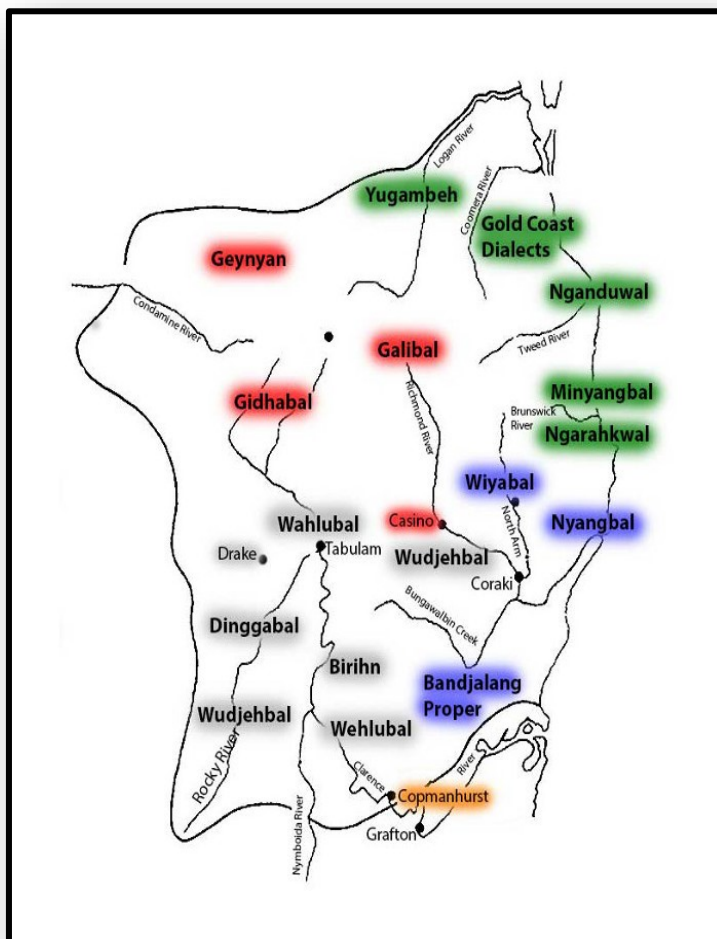 Logan River
Yugambeh
Coomera River
Gold Coast
Dialects
Geynyan
Nganduwal
Condamine River
Tweed River
Galibal
Gidhabal
Richmond River
Minyangbal
Brunswick
River
Ngarahkwal
Wiyabal
Wahlubal
Casino
North Arm
Nyangbal
Drake
Tabulam
Wudjehbal
Coraki
Bungawalbin Creek
Dinggabal
Birihn
Bandjalang
Proper
Wudjehbal
Wehlubal
Rocky River
Clarence
River
Copmanhurst
Grafton
Nymboida River